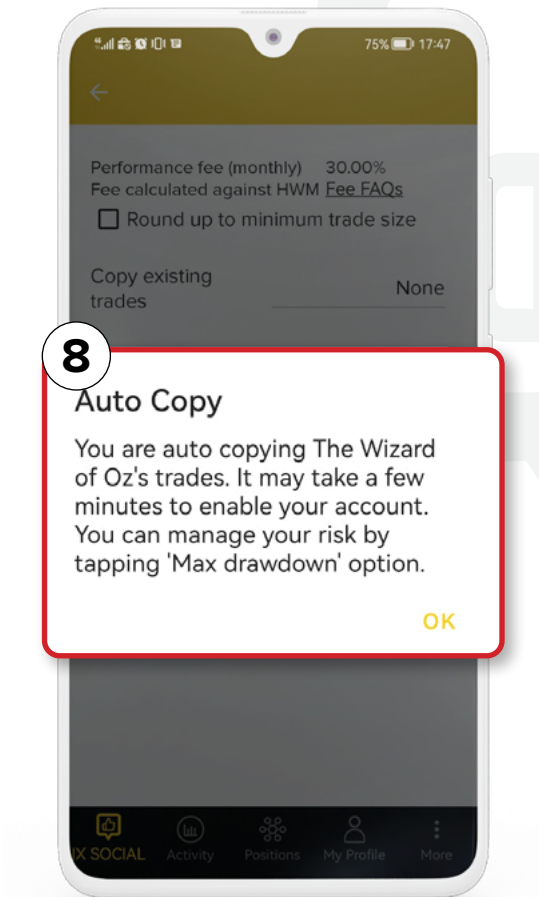 75% 17:47
Performance fee (monthly) 30.00%
Fee calculated against HWM Fee FAQs
Round up to minimum trade size
Copy existing
trades
None
8
Auto Copy
You are auto copying The Wizard
of Oz's trades. It may take a few
minutes to enable your account.
You can manage your risk by
tapping 'Max drawdown' option.
OK
IX SOCIAL Activity Positions My Profile More